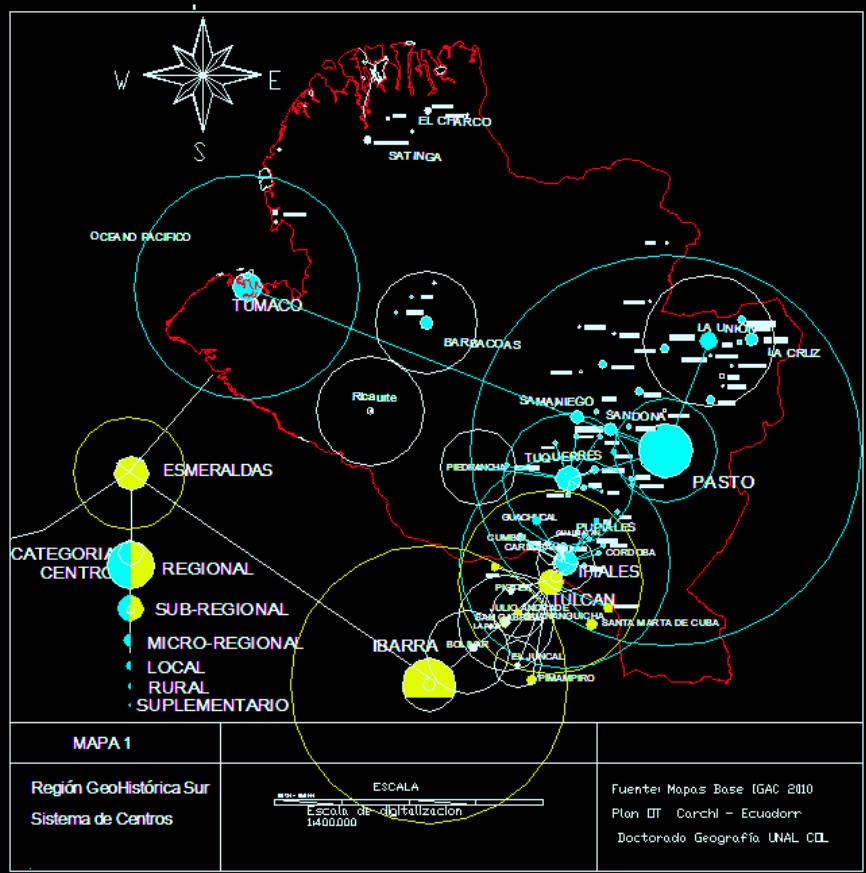 W
E
S
EL CHARCO
SATINGA
OCEANO PACIFICO
TUMACO
BARBACOAS
LA UNION
LA CRUZ
Ricaurte
SAMANIEGO
SANDONA
ESMERALDAS
PIEDRANCHA
TUQUERRES
PASTO
GUACHUCAL
PUPIALES
CUMBAL
CORDOBA
IPIALES
TULCAN
CATEGORIA
CENTRO
REGIONAL
SUB-REGIONAL
MICRO-REGIONAL
LOCAL
RURAL
SUPLEMENTARIO
JULIO ANDRADE
SANTA MARTA DE CUBA
IBARRA
BOLIVAR
EL JUNCAL
PIMAMPIRO
MAPA 1
Región GeoHistórica Sur
Sistema de Centros
ESCALA
Escala de digitalizacion
1:400.000
Fuente: Mapas Base IGAC 2010
Plan OT Carchi - Ecuadorr
Doctorado Geografía UNAL COL